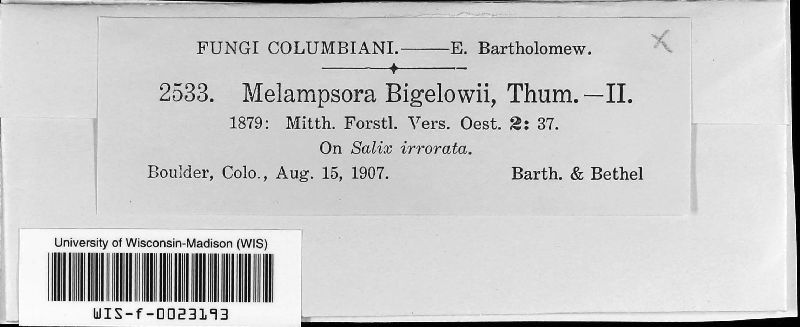 FUNGI COLUMBIANI.——E. Bartholomew.
2533. Melampsora Bigelowii, Thum.—II.
1879: Mitth. Forstl. Vers. Oest. 2: 37.
On Salix irrorata.
Boulder, Colo., Aug. 15, 1907. Barth. & Bethel
University of Wisconsin-Madison (WIS)
WIS-f-0023193